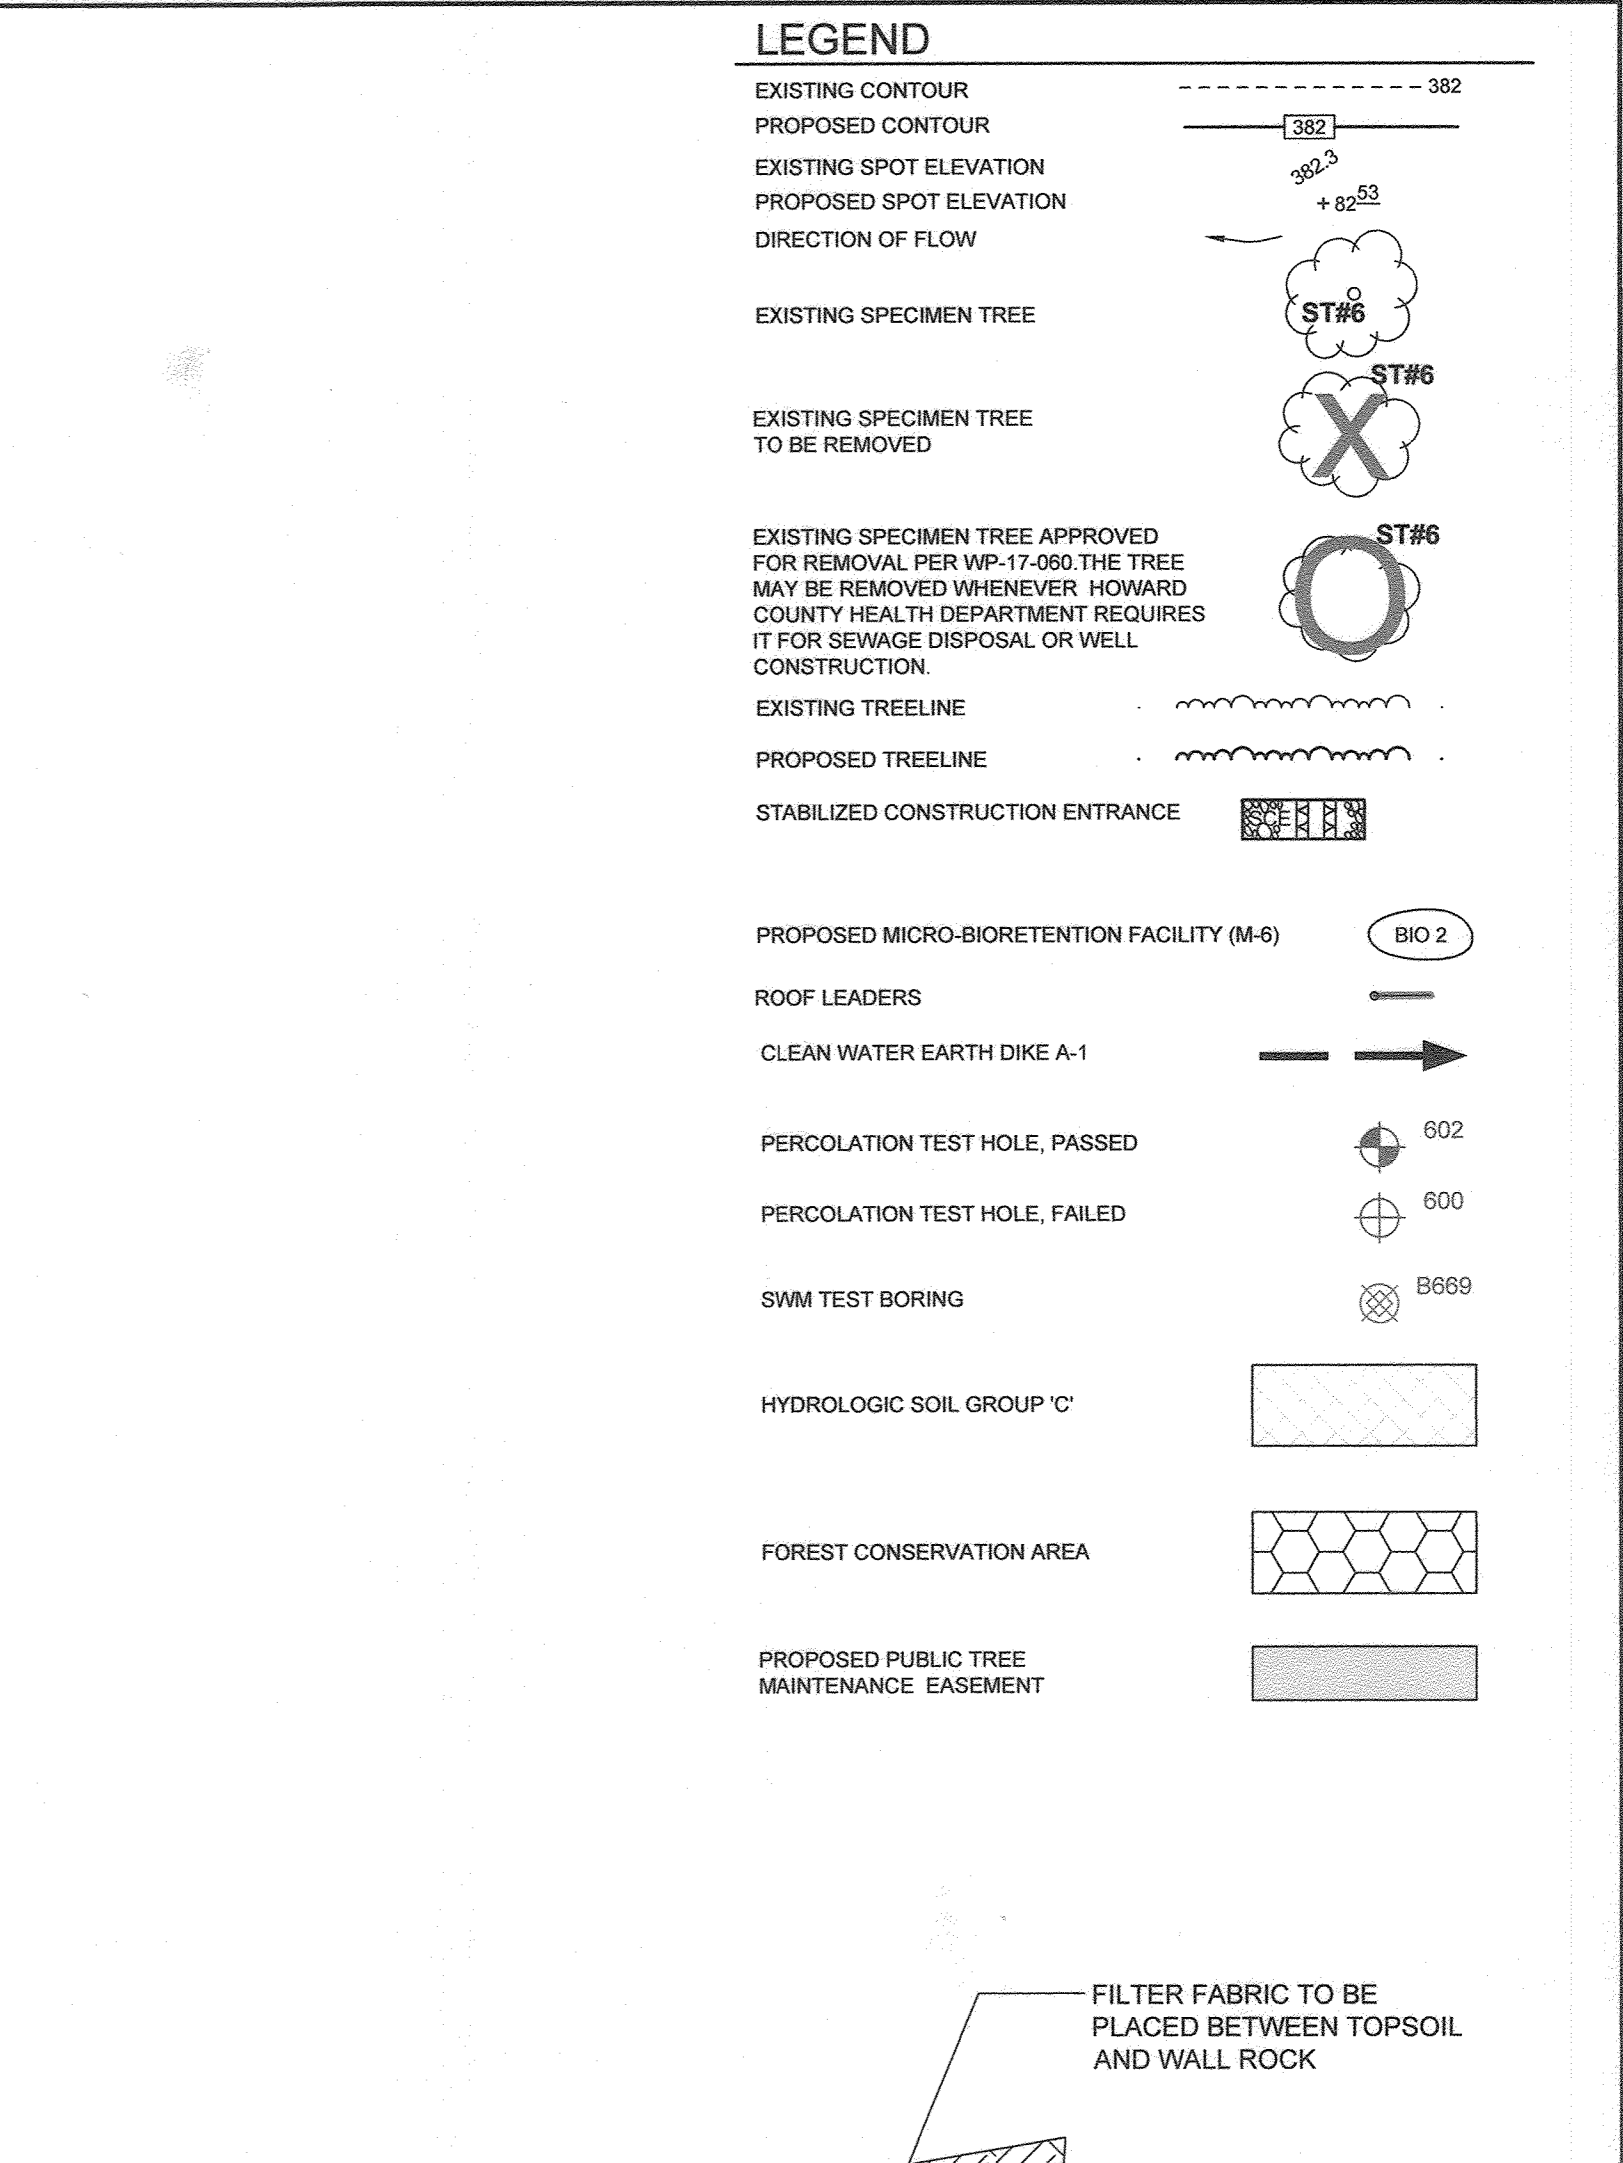 LEGEND
EXISTING CONTOUR 382
PROPOSED CONTOUR 382
EXISTING SPOT ELEVATION 382.3
PROPOSED SPOT ELEVATION +8253
DIRECTION OF FLOW
EXISTING SPECIMEN TREE ST#6
ST#6
EXISTING SPECIMEN TREE X
TO BE REMOVED
EXISTING SPECIMEN TREE APPROVED ST#6
FOR REMOVAL PER WP-17-060.THE TREE
MAY BE REMOVED WHENEVER HOWARD O
COUNTY HEALTH DEPARTMENT REQUIRES
IT FOR SEWAGE DISPOSAL OR WELL
CONSTRUCTION.
EXISTING TREELINE
PROPOSED TREELINE
STABILIZED CONSTRUCTION ENTRANCE SCE
PROPOSED MICRO-BIORETENTION FACILITY (M-6) BIO 2
ROOF LEADERS
CLEAN WATER EARTH DIKE A-1
PERCOLATION TEST HOLE, PASSED 602
PERCOLATION TEST HOLE, FAILED 600
SWM TEST BORING B669
HYDROLOGIC SOIL GROUP 'C'
FOREST CONSERVATION AREA
PROPOSED PUBLIC TREE
MAINTENANCE EASEMENT
FILTER FABRIC TO BE
PLACED BETWEEN TOPSOIL
AND WALL ROCK